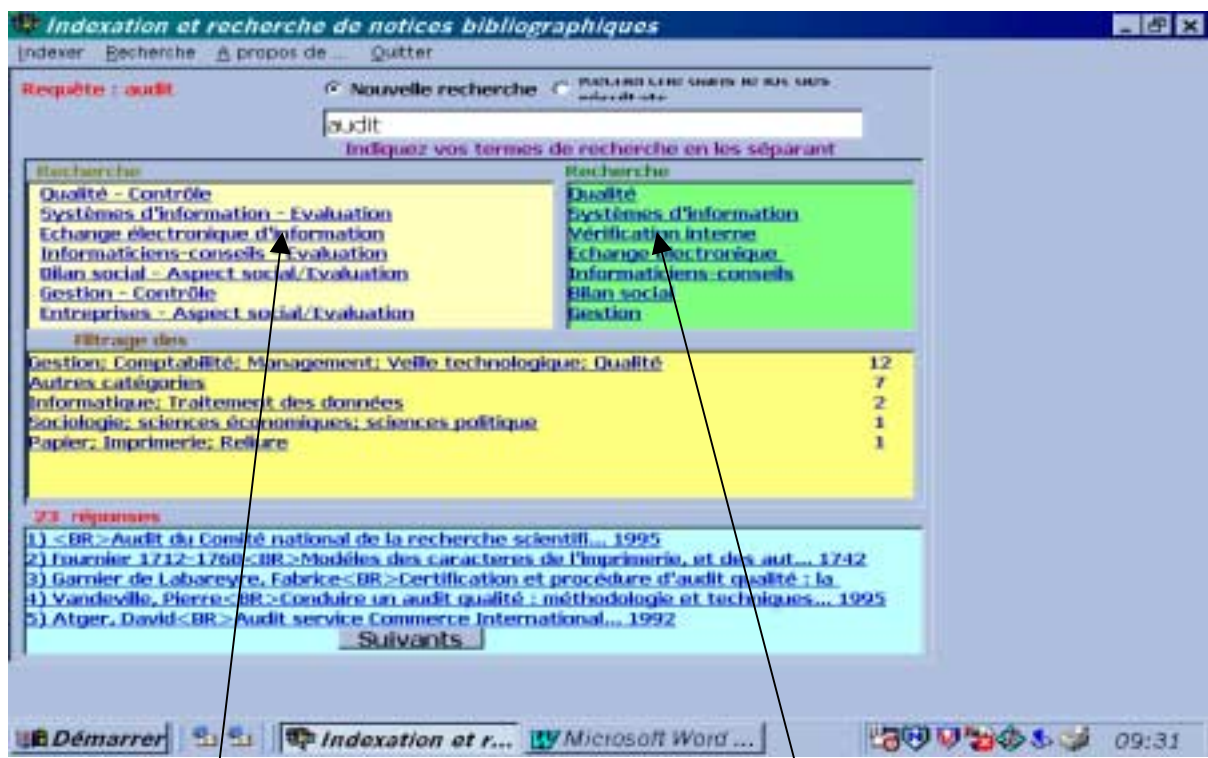 Indexation et recherche de notices bibliographiques
Indexer Recherche A propos de ... Quitter
Requête : audit
Nouvelle recherche
audit
Indiquez vos termes de recherche en les séparant
Recherche
Qualité - Contrôle
Systèmes d'information - Evaluation
Echange électronique d'information
Informaticiens-conseils - Evaluation
Bilan social - Aspect social/Evaluation
Gestion - Contrôle
Entreprises - Aspect social/Evaluation
Recherche
Qualité
Systèmes d'information
Vérification interne
Echange électronique
Informaticiens-conseils
Bilan social
Gestion
Filtrage des
Gestion; Comptabilité; Management; Veille technologique; Qualité 12
Autres catégories 7
Informatique; Traitement des données 2
Sociologie; sciences économiques; sciences politique 1
Papier; Imprimerie; Reliure 1
23 réponses
1) <BR>Audit du Comité national de la recherche scientifi... 1995
2) Fournier 1712-1768<BR>Modéles des caracteres de l'imprimerie, et des aut... 1742
3) Garnier de Labareyre, Fabrice<BR>Certification et procédure d'audit qualité : la
4) Vandeville, Pierre<BR>Conduire un audit qualité : méthodologie et techniques... 1995
5) Atger, David<BR>Audit service Commerce International... 1992
Suivants
Démarrer Indexation et r... Microsoft Word ... 09:31